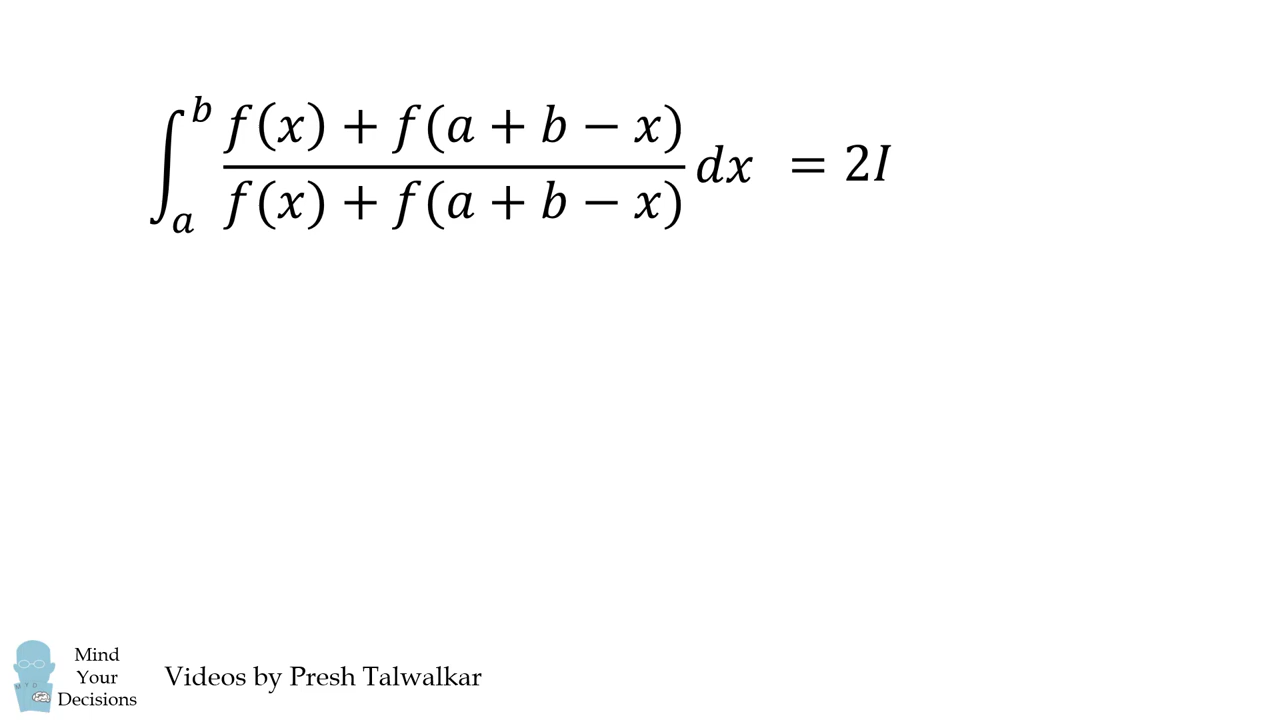 ∫_a^b (f(x) + f(a + b − x))/(f(x) + f(a + b − x)) dx = 2I
Mind
Your
Decisions
Videos by Presh Talwalkar